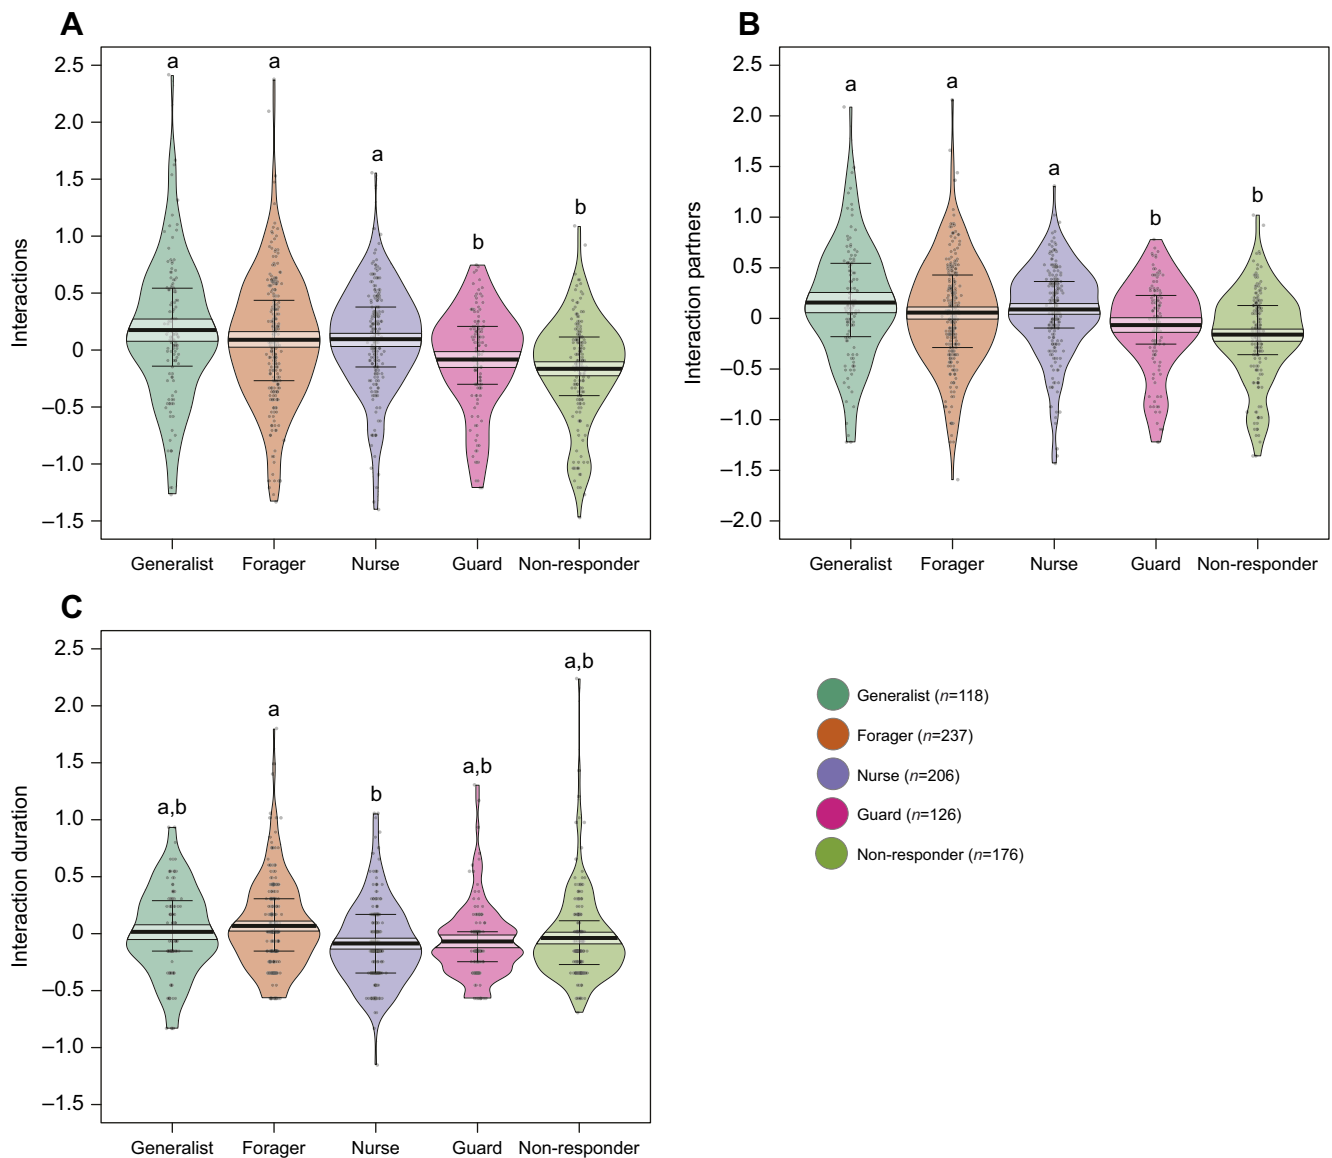 A
Interactions
2.5
2.0
1.5
1.0
0.5
0
–0.5
–1.0
–1.5
a
a
a
b
b
Generalist
Forager
Nurse
Guard
Non-responder
B
Interaction partners
2.5
2.0
1.5
1.0
0.5
0
–0.5
–1.0
–1.5
–2.0
a
a
a
b
b
Generalist
Forager
Nurse
Guard
Non-responder
C
Interaction duration
2.5
2.0
1.5
1.0
0.5
0
–0.5
–1.0
–1.5
a,b
a
b
a,b
a,b
Generalist
Forager
Nurse
Guard
Non-responder
Generalist (n=118)
Forager (n=237)
Nurse (n=206)
Guard (n=126)
Non-responder (n=176)